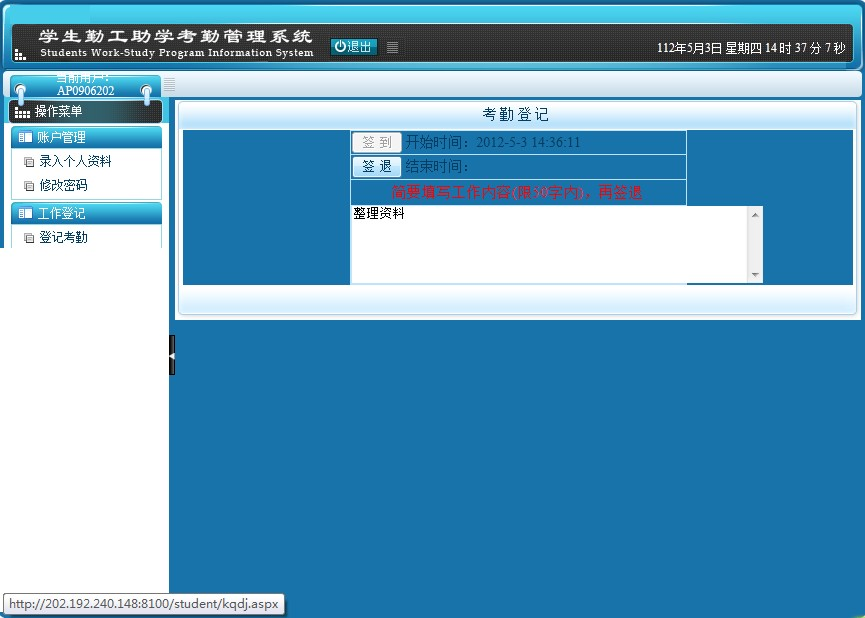 学生勤工助学考勤管理系统
Students Work-Study Program Information System
退出
112年5月3日 星期四 14时37分7秒
当前用户：
AP0906202
操作菜单
账户管理
录入个人资料
修改密码
工作登记
登记考勤
考勤登记
签到 开始时间：2012-5-3 14:36:11
签退 结束时间：
简要填写工作内容(限50字内)，再签退
整理资料
http://202.192.240.148:8100/student/kqdj.aspx